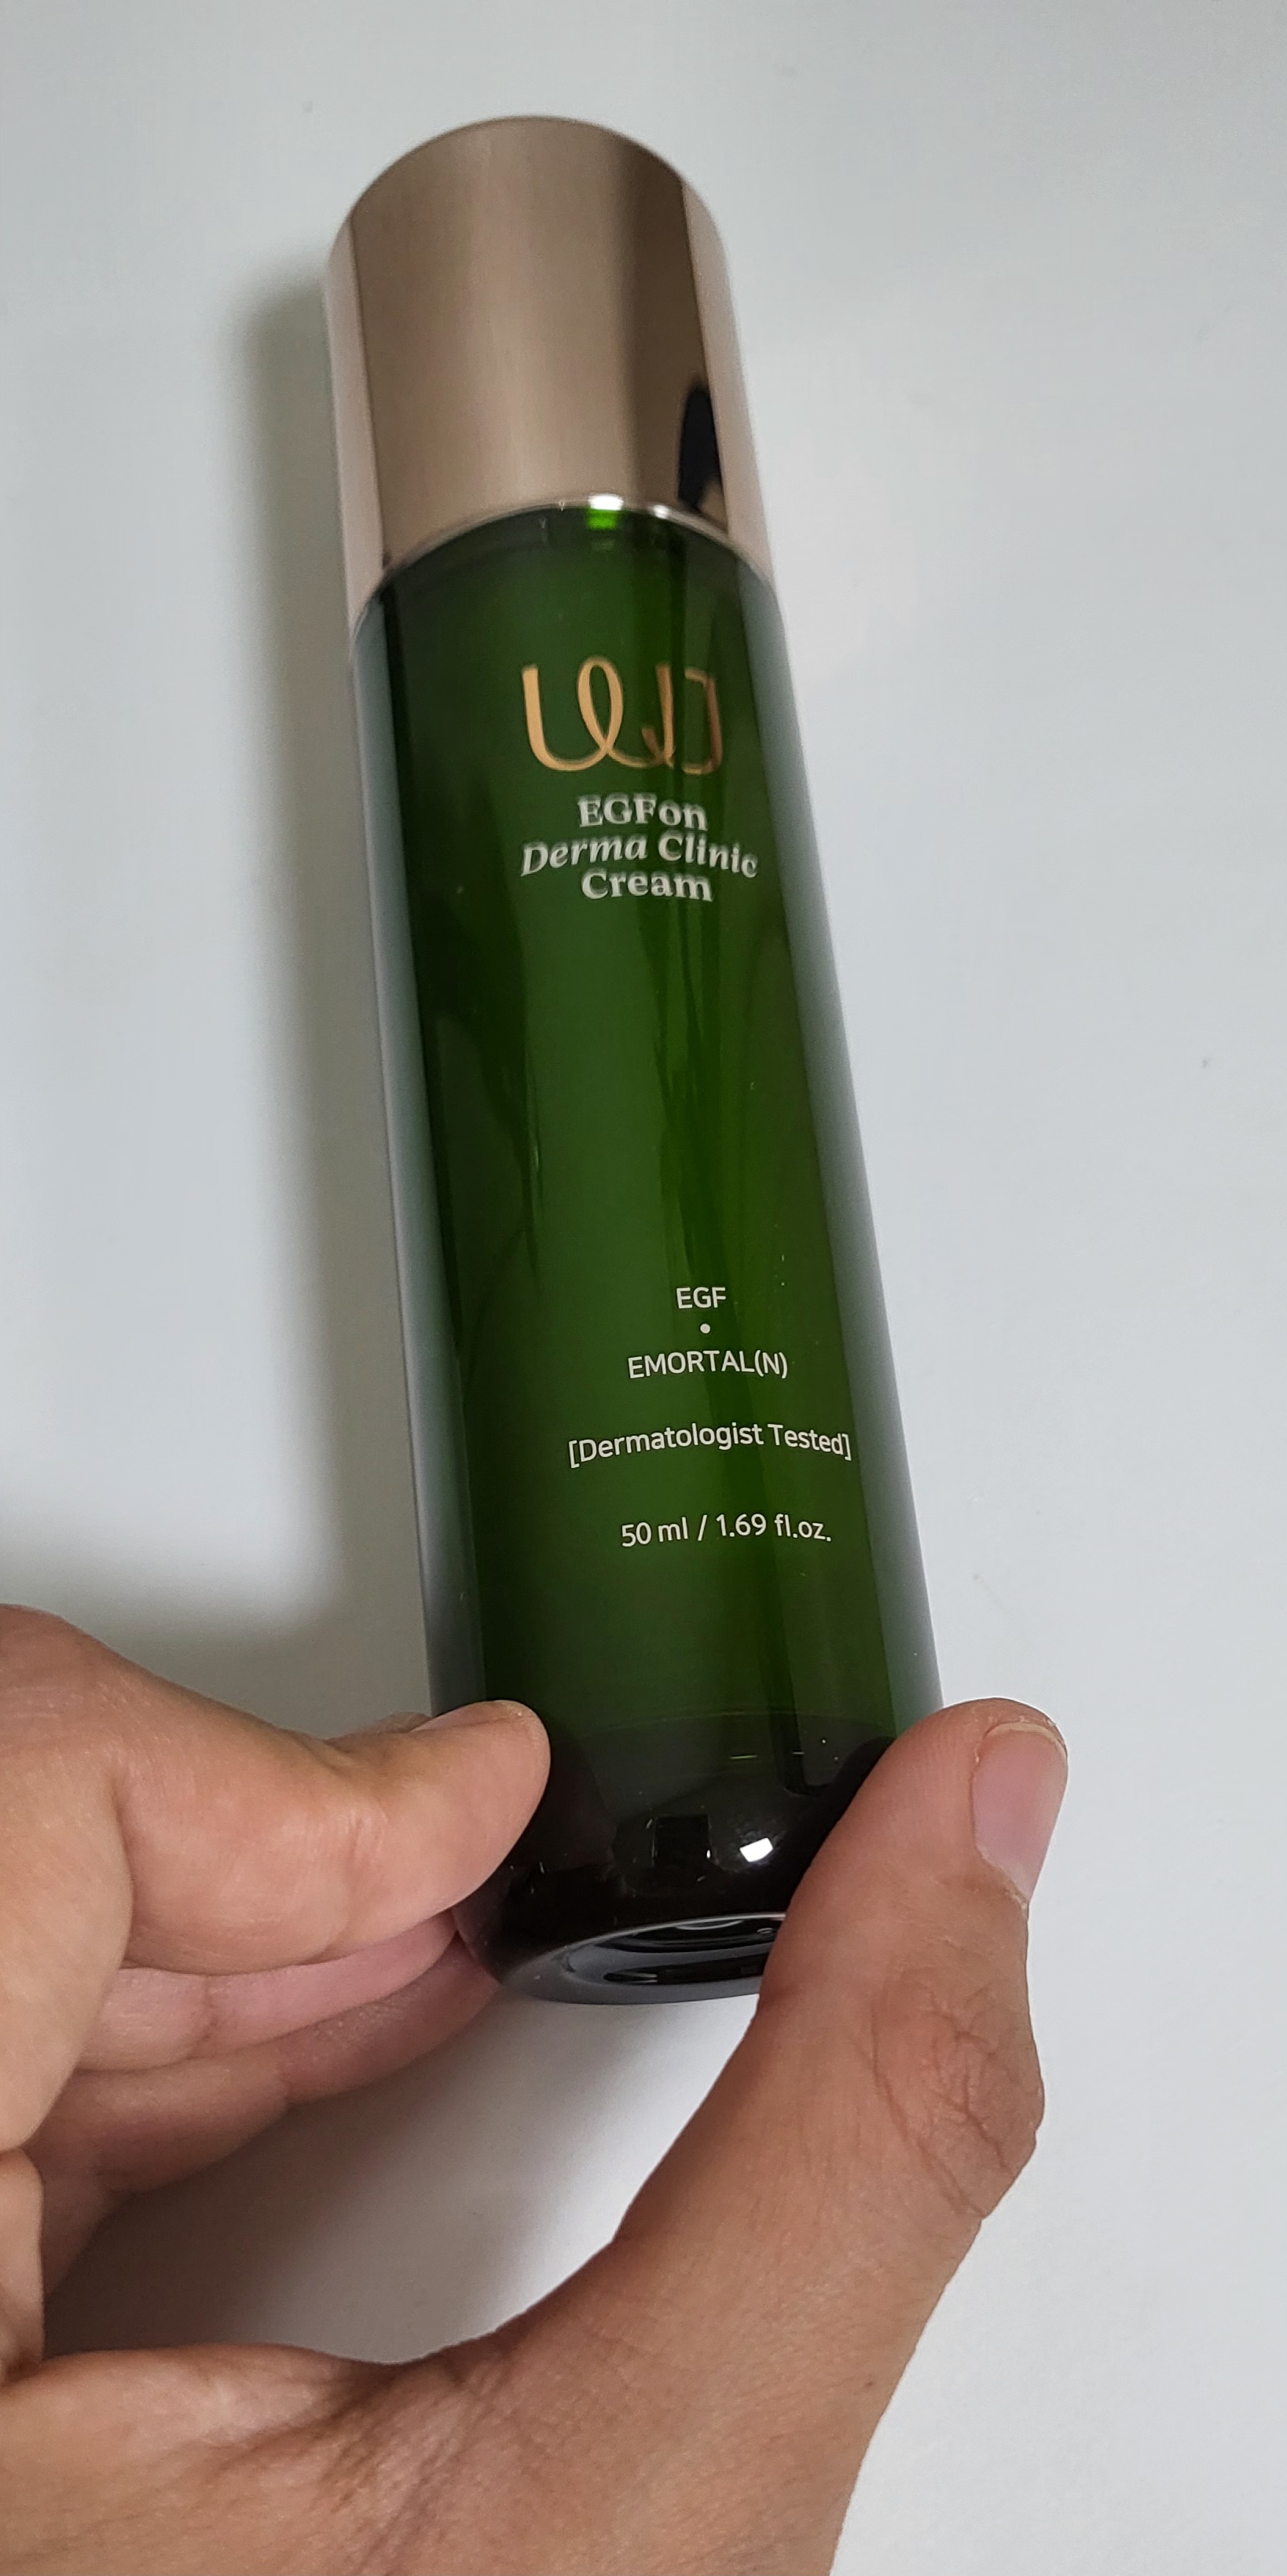 EGFon
Derma Clinic
Cream
EGF
•
EMORTAL(N)
[Dermatologist Tested]
50 ml / 1.69 fl.oz.